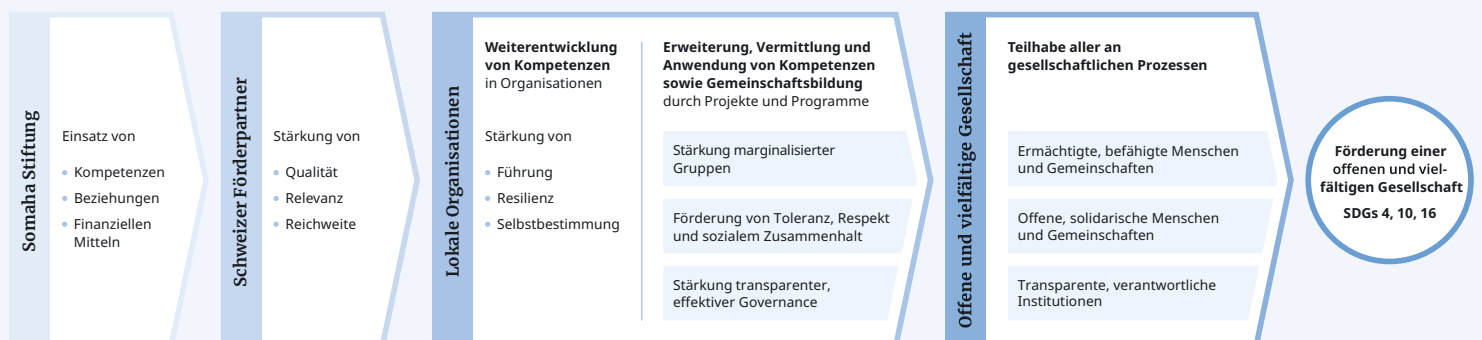 Somaha Stiftung
Einsatz von
Kompetenzen
Beziehungen
Finanziellen
Mitteln
Schweizer Förderpartner
Stärkung von
Qualität
Relevanz
Reichweite
Lokale Organisationen
Weiterentwicklung
von Kompetenzen
in Organisationen
Stärkung von
Führung
Resilienz
Selbstbestimmung
Erweiterung, Vermittlung und
Anwendung von Kompetenzen
sowie Gemeinschaftsbildung
durch Projekte und Programme
Stärkung marginalisierter
Gruppen
Förderung von Toleranz, Respekt
und sozialem Zusammenhalt
Stärkung transparenter,
effektiver Governance
Offene und vielfältige Gesellschaft
Teilhabe aller an
gesellschaftlichen Prozessen
Ermächtigte, befähigte Menschen
und Gemeinschaften
Offene, solidarische Menschen
und Gemeinschaften
Transparente, verantwortliche
Institutionen
Förderung einer
offenen und viel-
fältigen Gesellschaft
SDGs 4, 10, 16